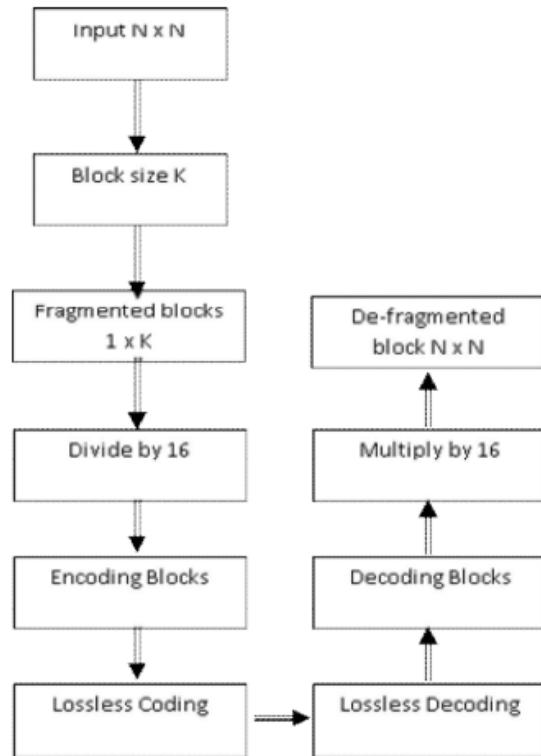 Input N x N
Block size K
Fragmented blocks
1 x K
Divide by 16
Encoding Blocks
Lossless Coding
Lossless Decoding
Decoding Blocks
Multiply by 16
De-fragmented
block N x N